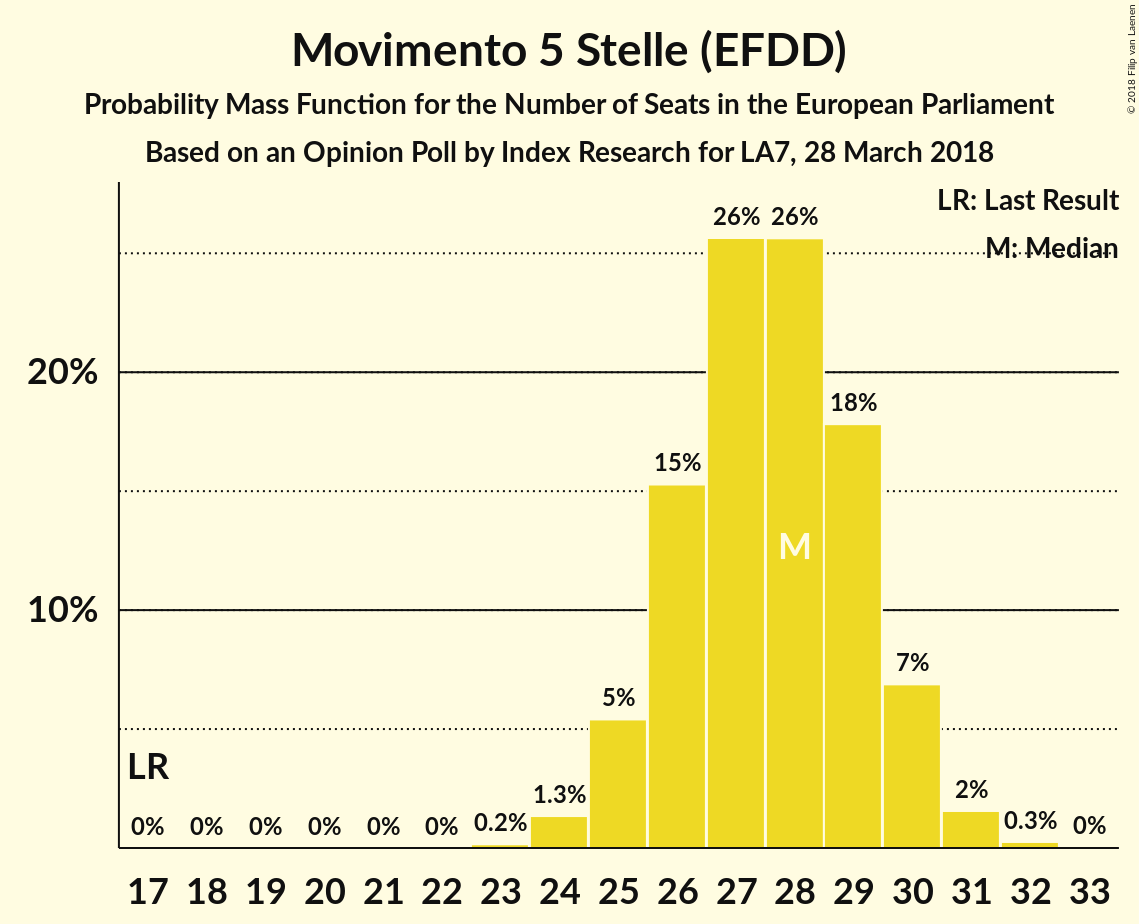 Movimento 5 Stelle (EFDD)
Probability Mass Function for the Number of Seats in the European Parliament
Based on an Opinion Poll by Index Research for LA7, 28 March 2018
© 2018 Filip van Laenen
LR: Last Result
M: Median
26% 26%
18%
20%
15%
M
10%
7%
5%
LR
2%
1.3%
0% 0% 0% 0% 0% 0% 0.2% 0.3% 0%
17 18 19 20 21 22 23 24 25 26 27 28 29 30 31 32 33